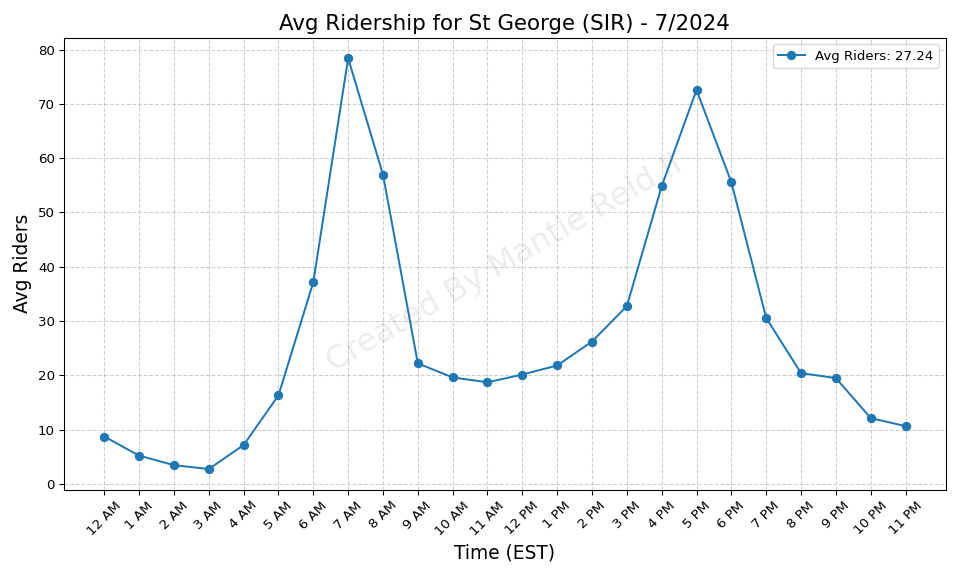 Avg Ridership for St George (SIR) - 7/2024
Avg Riders: 27.24
Avg Riders
80
70
60
50
40
30
20
10
0
Created By Mantle Reid II
12 AM
1 AM
2 AM
3 AM
4 AM
5 AM
6 AM
7 AM
8 AM
9 AM
10 AM
11 AM
12 PM
1 PM
2 PM
3 PM
4 PM
5 PM
6 PM
7 PM
8 PM
9 PM
10 PM
11 PM
Time (EST)